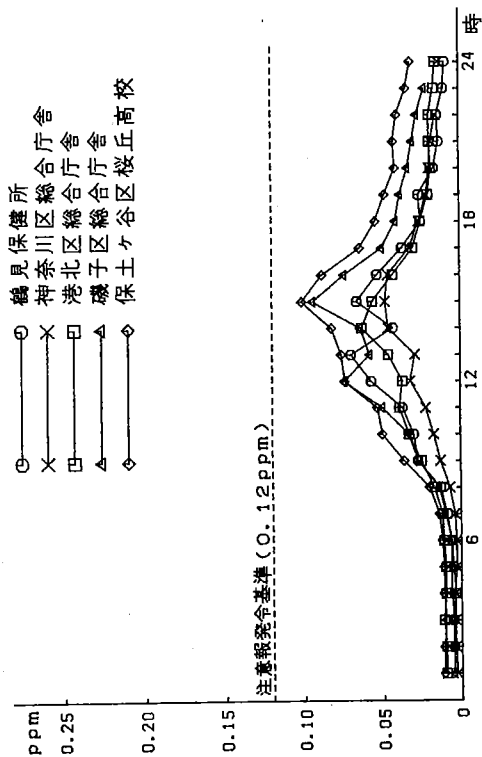 鶴見保健所
神奈川区総合庁舎
港北区総合庁舎
磯子区総合庁舎
保土ヶ谷区桜丘高校
ppm
0.25
0.20
0.15
注意報発令基準(0.12ppm)
0.10
0.05
0
6
12
18
24
時